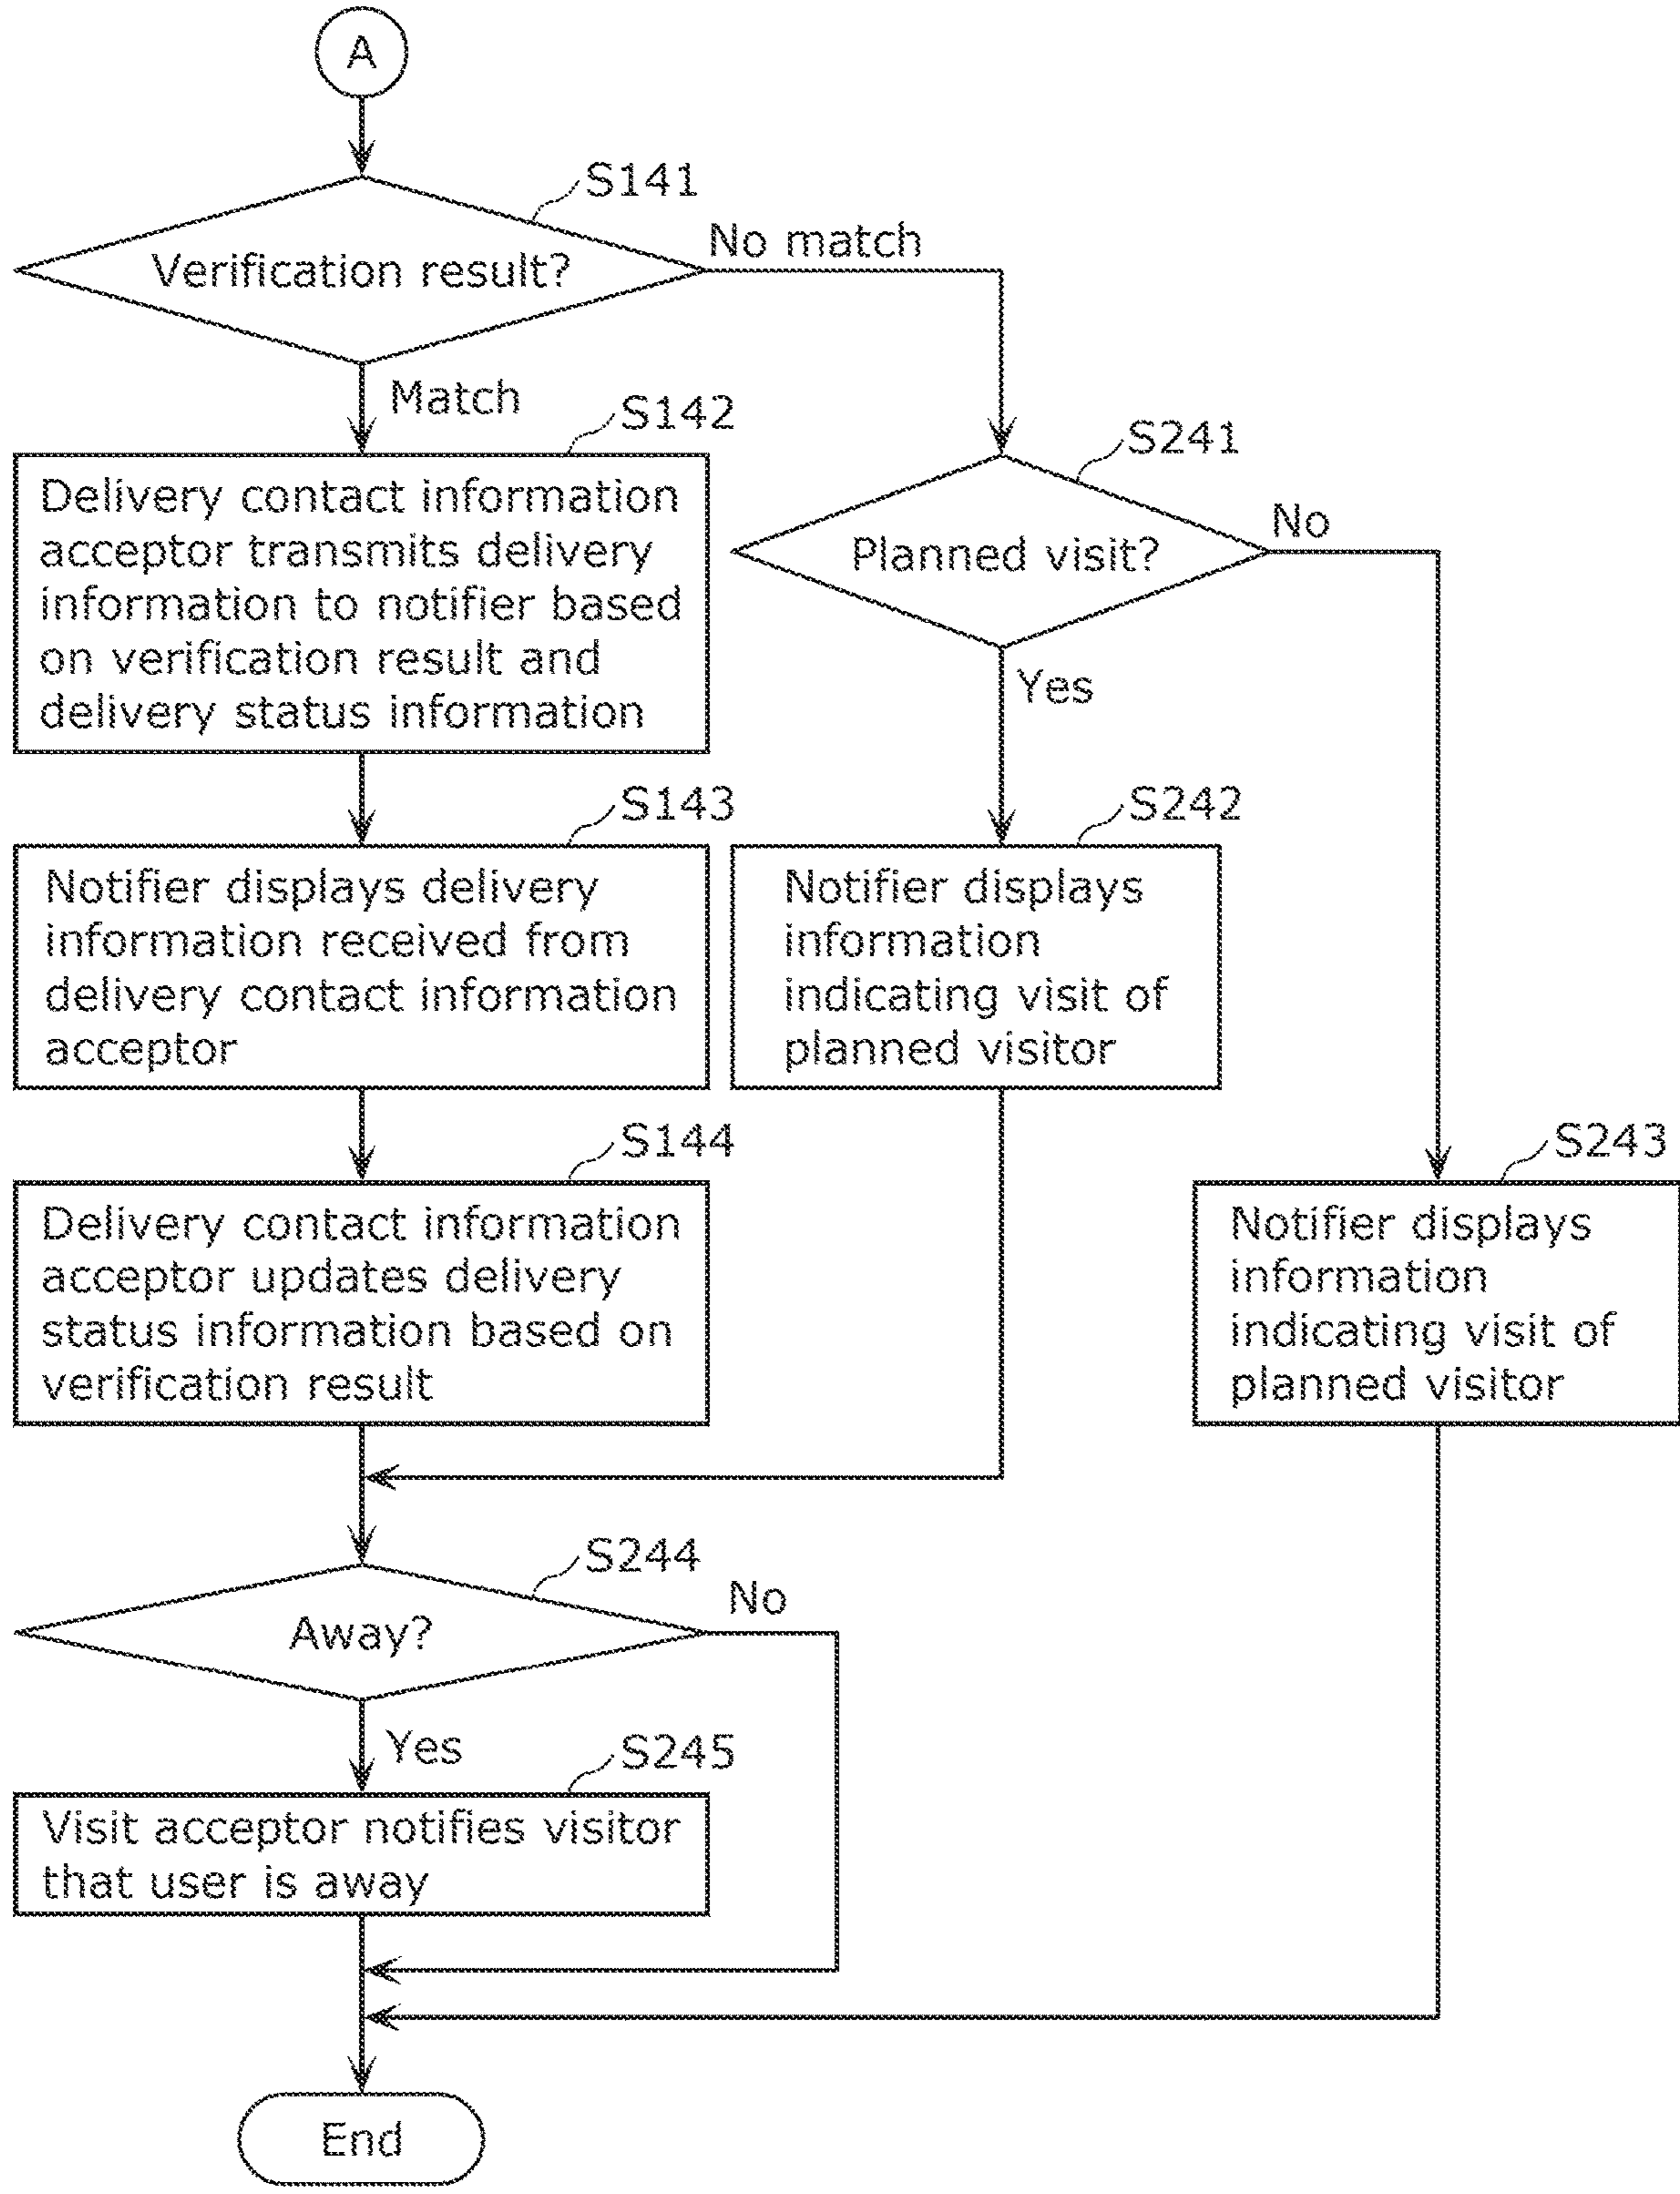 A
S141
Verification result?
No match
Match
S142
Delivery contact information
acceptor transmits delivery
information to notifier based
on verification result and
delivery status information
S241
Planned visit?
No
Yes
S143
Notifier displays delivery
information received from
delivery contact information
acceptor
S242
Notifier displays
information
indicating visit of
planned visitor
S144
Delivery contact information
acceptor updates delivery
status information based on
verification result
S243
Notifier displays
information
indicating visit of
planned visitor
S244
Away?
No
Yes
S245
Visit acceptor notifies visitor
that user is away
End